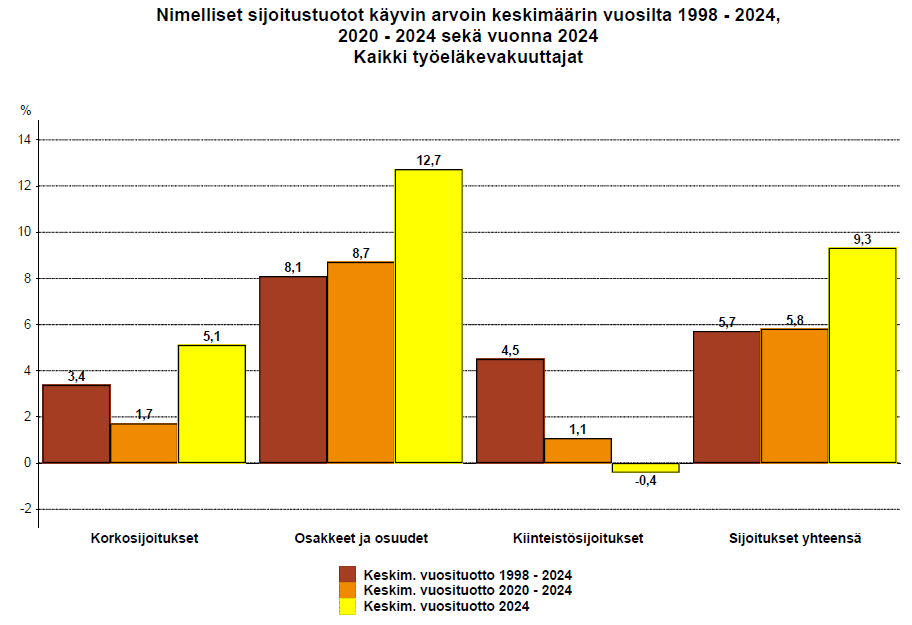 Nimelliset sijoitustuotot käyvin arvoin keskimäärin vuosilta 1998 - 2024,
2020 - 2024 sekä vuonna 2024
Kaikki työeläkevakuuttajat
%
14
12
10
8
6
4
2
0
-2
3,4
1,7
5,1
8,1
8,7
12,7
4,5
1,1
-0,4
5,7
5,8
9,3
Korkosijoitukset
Osakkeet ja osuudet
Kiinteistösijoitukset
Sijoitukset yhteensä
Keskim. vuosituotto 1998 - 2024
Keskim. vuosituotto 2020 - 2024
Keskim. vuosituotto 2024